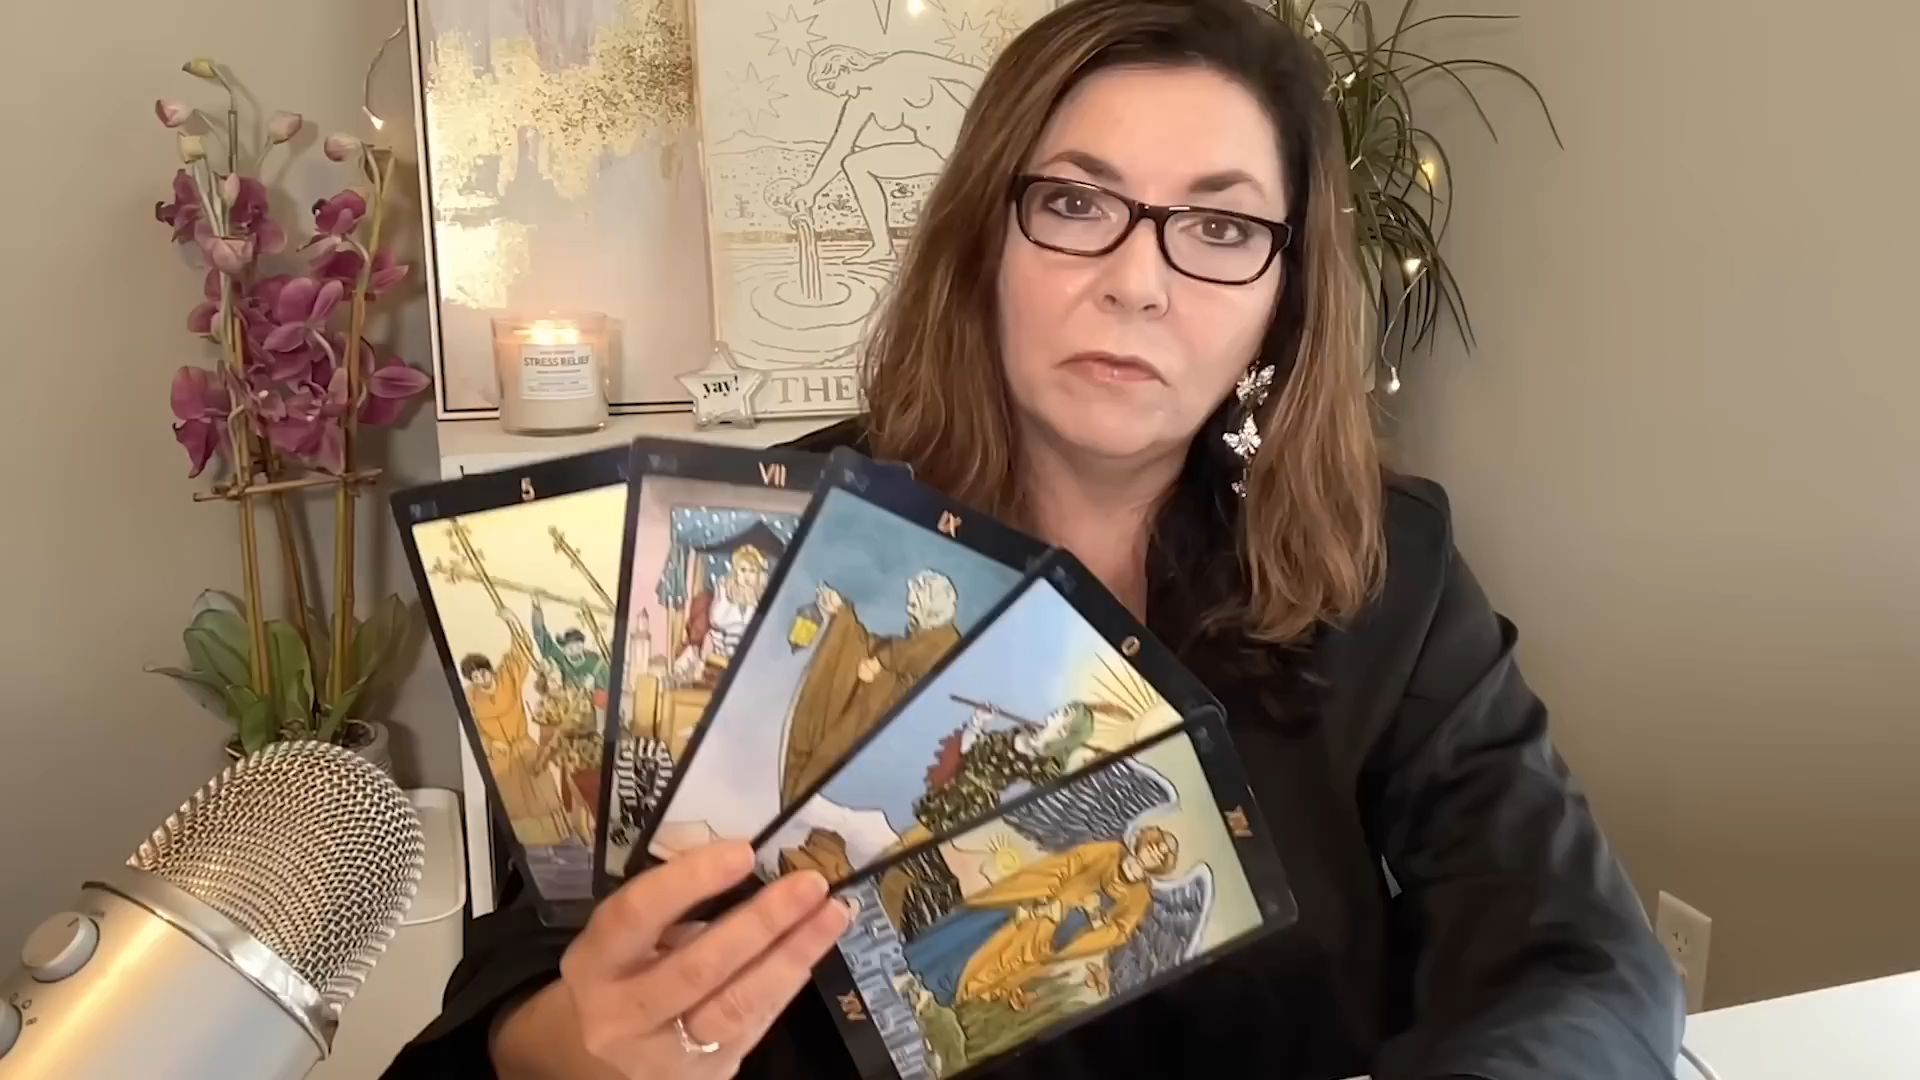 STRESS RELIEF
yay!
THE
5
VII
IX
0
XIV